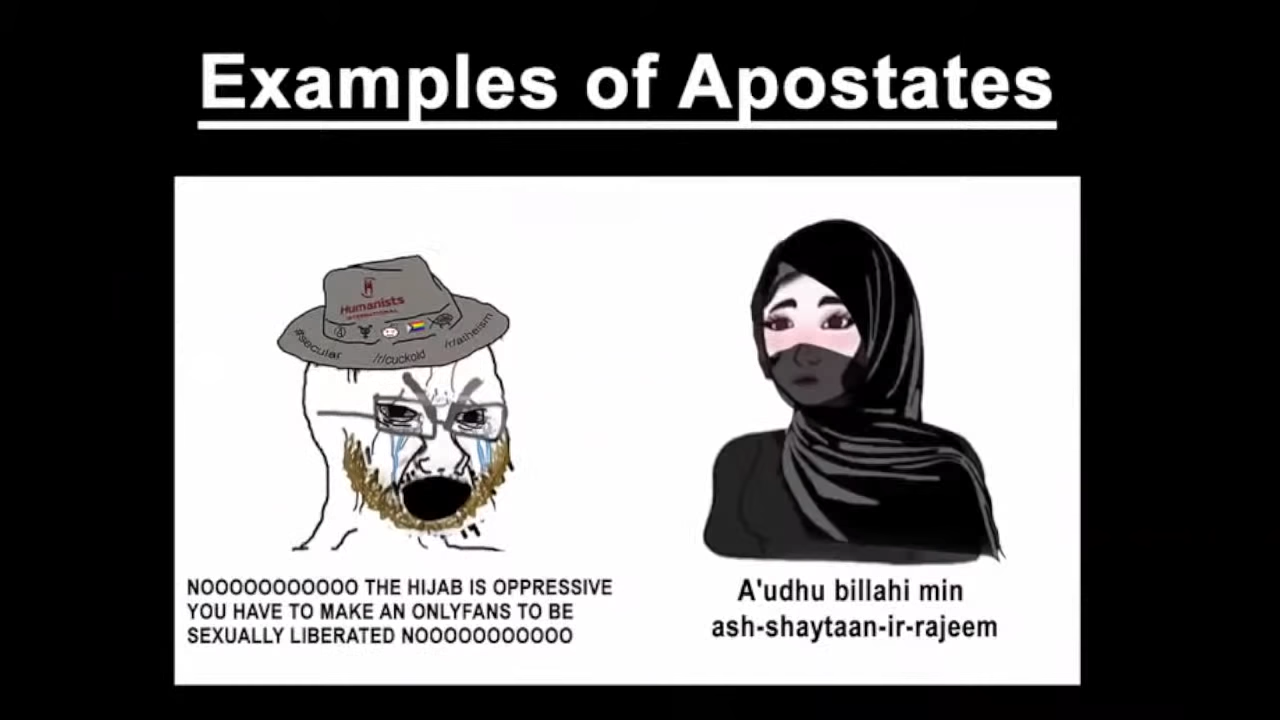 Examples of Apostates
Humanists
INTERNATIONAL
#secular
/r/cuckold
/r/atheism
NOOOOOOOOOOO THE HIJAB IS OPPRESSIVE
YOU HAVE TO MAKE AN ONLYFANS TO BE
SEXUALLY LIBERATED NOOOOOOOOOOO
A'udhu billahi min
ash-shaytaan-ir-rajeem